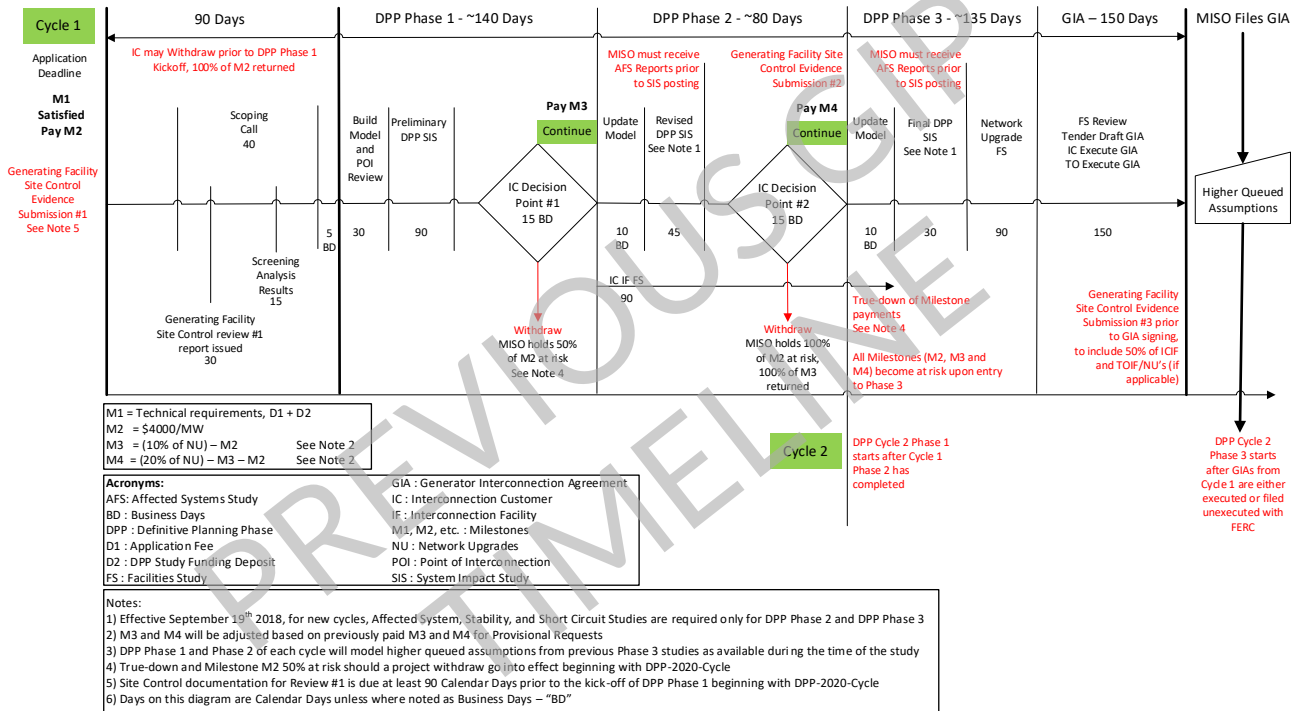 Cycle 1
90 Days
DPP Phase 1 - ~140 Days
DPP Phase 2 - ~80 Days
DPP Phase 3 - ~135 Days
GIA – 150 Days
MISO Files GIA
Application
Deadline
M1
Satisfied
Pay M2
Generating Facility
Site Control
Evidence
Submission #1
See Note 5
IC may Withdraw prior to DPP Phase 1
Kickoff, 100% of M2 returned
Scoping
Call
40
5
BD
Screening
Analysis
Results
15
Generating Facility
Site Control review #1
report issued
30
Build
Model
and
POI
Review
30
Preliminary
DPP SIS
90
Pay M3
Continue
IC Decision
Point #1
15 BD
Withdraw
MISO holds 50%
of M2 at risk
See Note 4
MISO must receive
AFS Reports prior
to SIS posting
Update
Model
10
BD
Revised
DPP SIS
See Note 1
45
IC IF FS
90
Generating Facility Site
Control Evidence
Submission #2
Pay M4
Continue
IC Decision
Point #2
15 BD
Withdraw
MISO holds 100%
of M2 at risk,
100% of M3
returned
MISO must receive
AFS Reports prior
to SIS posting
Update
Model
10
BD
Final DPP
SIS
See Note 1
30
Network
Upgrade
FS
90
True-down of Milestone
payments
See Note 4
All Milestones (M2, M3 and
M4) become at risk upon entry
to Phase 3
FS Review
Tender Draft GIA
IC Execute GIA
TO Execute GIA
150
Generating Facility
Site Control Evidence
Submission #3 prior
to GIA signing,
to include 50% of ICIF
and TOIF/NU's (if
applicable)
Higher Queued
Assumptions
DPP Cycle 2
Phase 3 starts
after GIAs from
Cycle 1 are either
executed or filed
unexecuted with
FERC
Cycle 2
DPP Cycle 2 Phase 1
starts after Cycle 1
Phase 2 has
completed
M1 = Technical requirements, D1 + D2
M2 = $4000/MW
M3 = (10% of NU) – M2 See Note 2
M4 = (20% of NU) – M3 – M2 See Note 2
Acronyms:
AFS: Affected Systems Study
BD : Business Days
DPP : Definitive Planning Phase
D1 : Application Fee
D2 : DPP Study Funding Deposit
FS : Facilities Study
GIA : Generator Interconnection Agreement
IC : Interconnection Customer
IF : Interconnection Facility
M1, M2, etc. : Milestones
NU : Network Upgrades
POI : Point of Interconnection
SIS : System Impact Study
Notes:
1) Effective September 19th 2018, for new cycles, Affected System, Stability, and Short Circuit Studies are required only for DPP Phase 2 and DPP Phase 3
2) M3 and M4 will be adjusted based on previously paid M3 and M4 for Provisional Requests
3) DPP Phase 1 and Phase 2 of each cycle will model higher queued assumptions from previous Phase 3 studies as available during the time of the study
4) True-down and Milestone M2 50% at risk should a project withdraw go into effect beginning with DPP-2020-Cycle
5) Site Control documentation for Review #1 is due at least 90 Calendar Days prior to the kick-off of DPP Phase 1 beginning with DPP-2020-Cycle
6) Days on this diagram are Calendar Days unless where noted as Business Days – "BD"
PREVIOUS GIP
TIMELINE